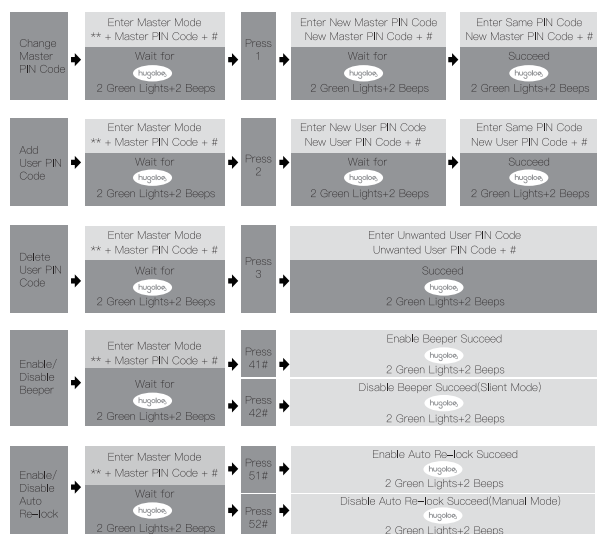 Change
Master
PIN Code
Enter Master Mode
** + Master PIN Code + #
Wait for
hugolog
2 Green Lights+2 Beeps
Press
1
Enter New Master PIN Code
New Master PIN Code + #
Wait for
hugolog
2 Green Lights+2 Beeps
Enter Same PIN Code
New Master PIN Code + #
Succeed
hugolog
2 Green Lights+2 Beeps
Add
User PIN
Code
Enter Master Mode
** + Master PIN Code + #
Wait for
hugolog
2 Green Lights+2 Beeps
Press
2
Enter New User PIN Code
New User PIN Code + #
Wait for
hugolog
2 Green Lights+2 Beeps
Enter Same PIN Code
New User PIN Code + #
Succeed
hugolog
2 Green Lights+2 Beeps
Delete
User PIN
Code
Enter Master Mode
** + Master PIN Code + #
Wait for
hugolog
2 Green Lights+2 Beeps
Press
3
Enter Unwanted User PIN Code
Unwanted User PIN Code + #
Succeed
hugolog
2 Green Lights+2 Beeps
Enable/
Disable
Beeper
Enter Master Mode
** + Master PIN Code + #
Wait for
hugolog
2 Green Lights+2 Beeps
Press
41#
Enable Beeper Succeed
hugolog
2 Green Lights+2 Beeps
Press
42#
Disable Beeper Succeed(Slient Mode)
hugolog
2 Green Lights+2 Beeps
Enable/
Disable
Auto
Re-lock
Enter Master Mode
** + Master PIN Code + #
Wait for
hugolog
2 Green Lights+2 Beeps
Press
51#
Enable Auto Re-lock Succeed
hugolog
2 Green Lights+2 Beeps
Press
52#
Disable Auto Re-lock Succeed(Manual Mode)
hugolog
2 Green Lights+2 Beeps